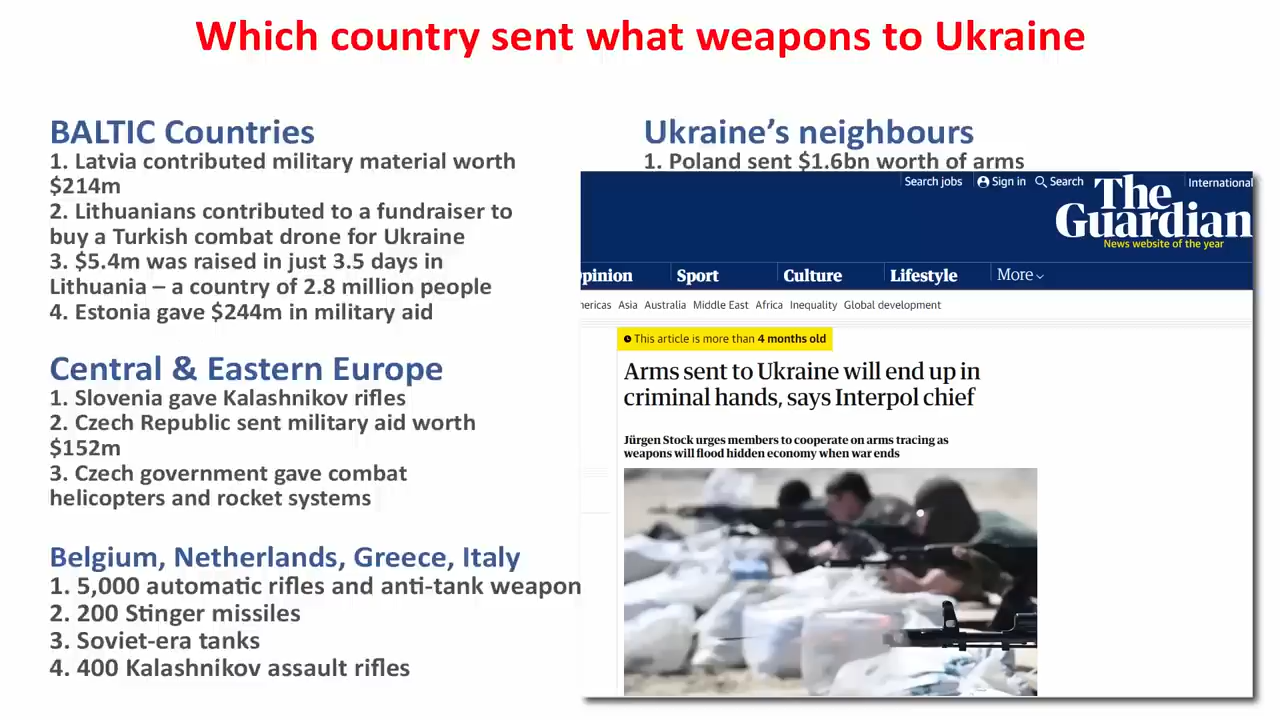 Which country sent what weapons to Ukraine
BALTIC Countries
1. Latvia contributed military material worth
$214m
2. Lithuanians contributed to a fundraiser to
buy a Turkish combat drone for Ukraine
3. $5.4m was raised in just 3.5 days in
Lithuania – a country of 2.8 million people
4. Estonia gave $244m in military aid
Central & Eastern Europe
1. Slovenia gave Kalashnikov rifles
2. Czech Republic sent military aid worth
$152m
3. Czech government gave combat
helicopters and rocket systems
Belgium, Netherlands, Greece, Italy
1. 5,000 automatic rifles and anti-tank weapon
2. 200 Stinger missiles
3. Soviet-era tanks
4. 400 Kalashnikov assault rifles
Ukraine’s neighbours
1. Poland sent $1.6bn worth of arms
Search jobs Sign in Search International
The
Guardian
News website of the year
pinion Sport Culture Lifestyle More
ericas Asia Australia Middle East Africa Inequality Global development
This article is more than 4 months old
Arms sent to Ukraine will end up in
criminal hands, says Interpol chief
Jürgen Stock urges members to cooperate on arms tracing as
weapons will flood hidden economy when war ends